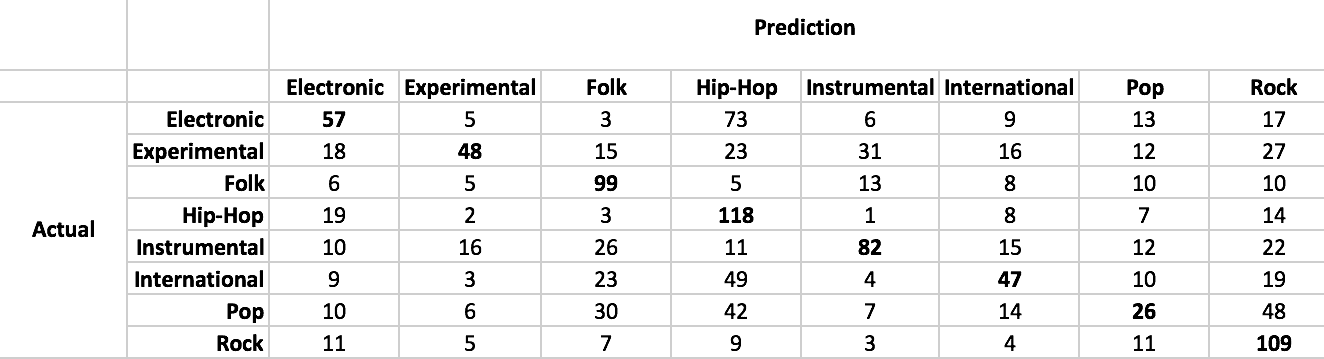 Prediction
Electronic Experimental Folk Hip-Hop Instrumental International Pop Rock
Electronic 57 5 3 73 6 9 13 17
Experimental 18 48 15 23 31 16 12 27
Folk 6 5 99 5 13 8 10 10
Actual Hip-Hop 19 2 3 118 1 8 7 14
Instrumental 10 16 26 11 82 15 12 22
International 9 3 23 49 4 47 10 19
Pop 10 6 30 42 7 14 26 48
Rock 11 5 7 9 3 4 11 109